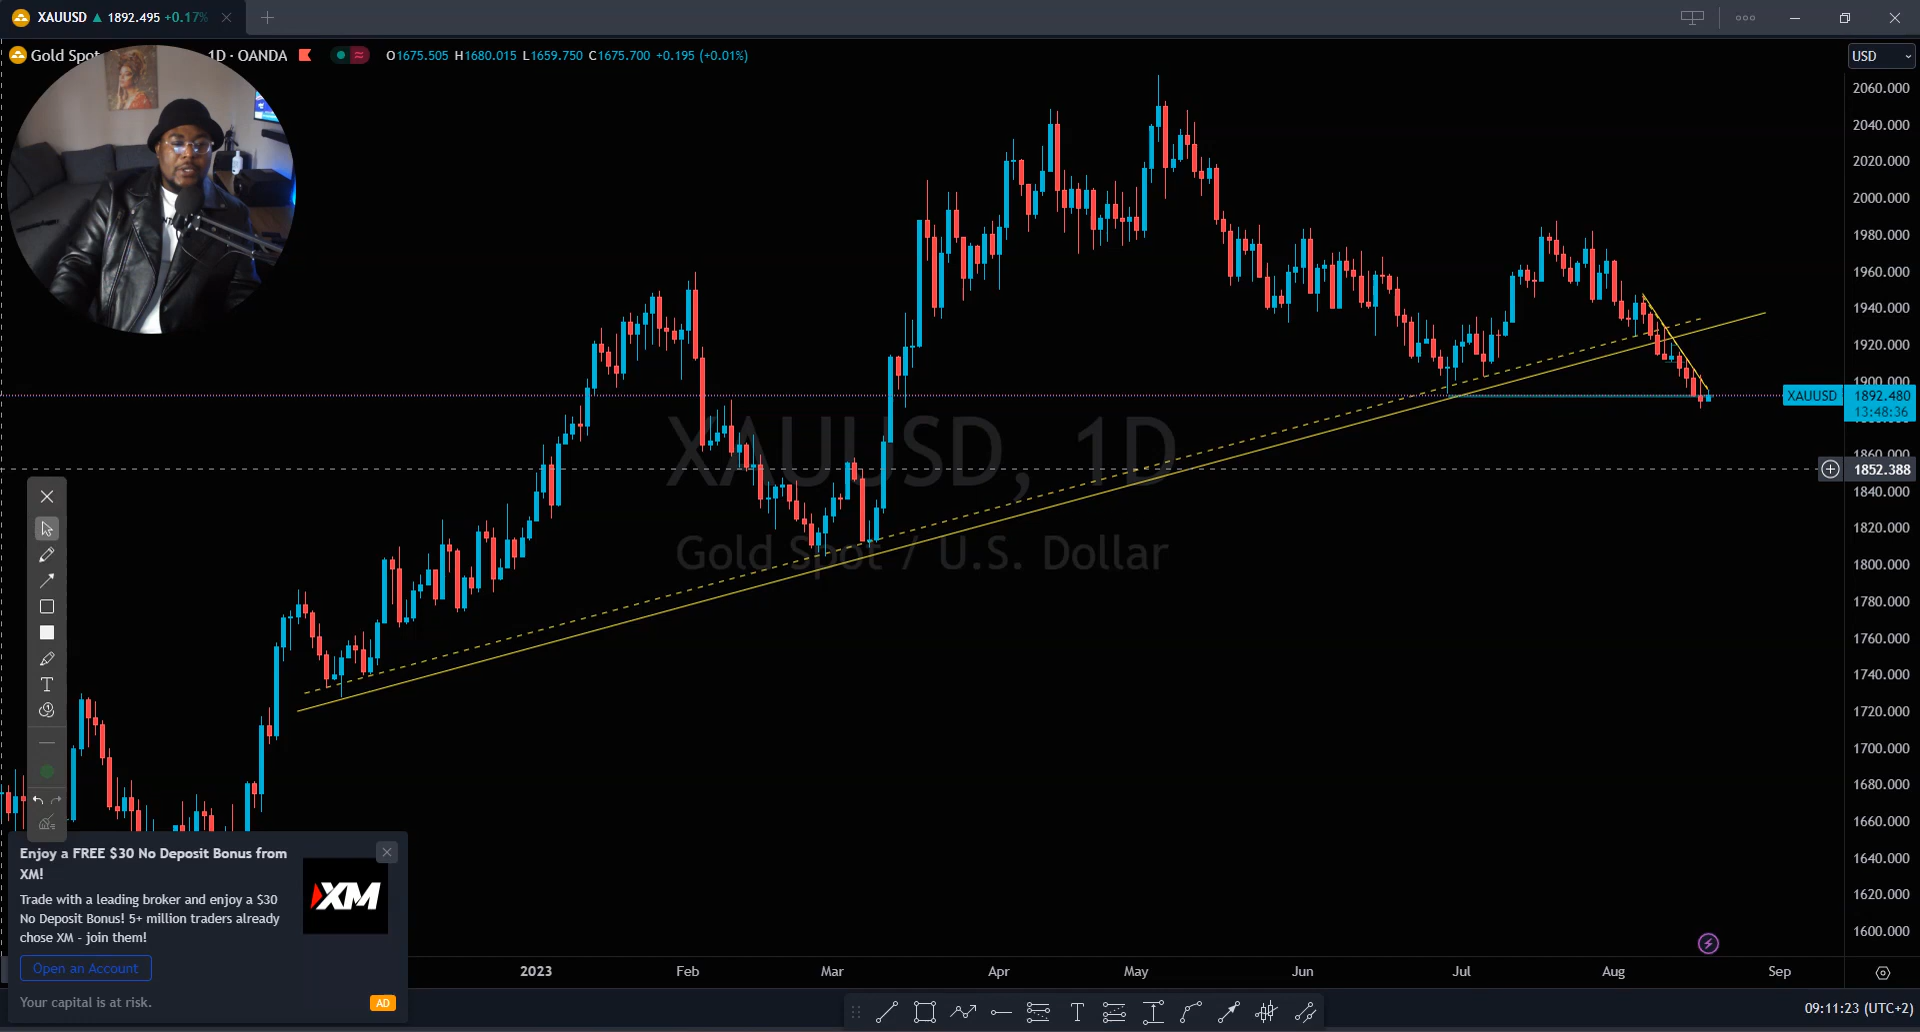 XAUUSD ▲ 1892.495 +0.17%
Gold Spot
1D · OANDA
O1675.505 H1680.015 L1659.750 C1675.700 +0.195 (+0.01%)
USD
2060.000
2040.000
2020.000
2000.000
1980.000
1960.000
1940.000
1920.000
1900.000
XAUUSD
1892.480
13:48:36
1860.000
1852.388
1840.000
1820.000
1800.000
1780.000
1760.000
1740.000
1720.000
1700.000
1680.000
1660.000
1640.000
1620.000
1600.000
XAUUSD, 1D
Gold Spot / U.S. Dollar
T
Enjoy a FREE $30 No Deposit Bonus from
XM!
Trade with a leading broker and enjoy a $30
No Deposit Bonus! 5+ million traders already
chose XM - join them!
XM
Open an Account
Your capital is at risk.
AD
2023
Feb
Mar
Apr
May
Jun
Jul
Aug
Sep
T
09:11:23 (UTC+2)